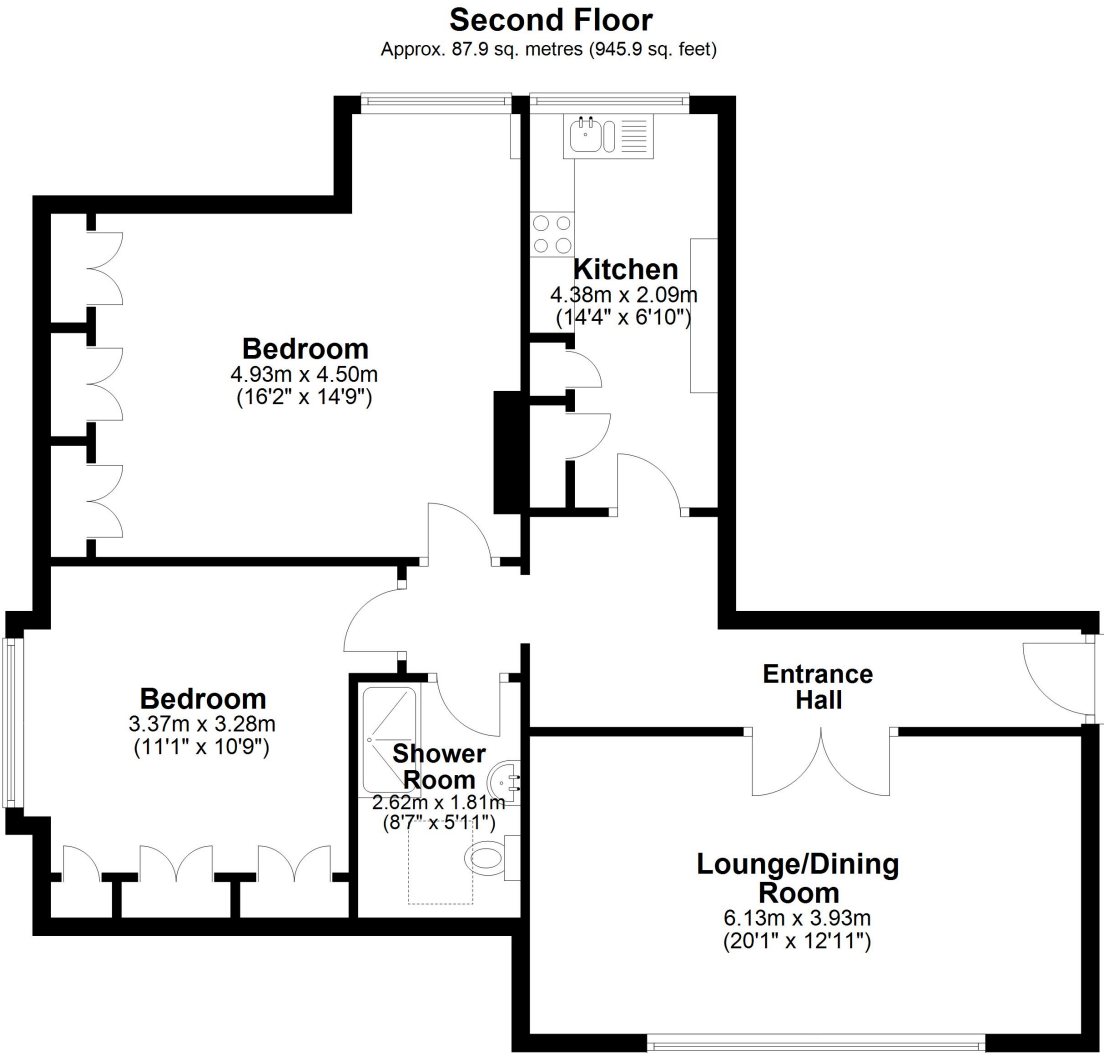 Second Floor
Approx. 87.9 sq. metres (945.9 sq. feet)
Kitchen
4.38m x 2.09m
(14'4" x 6'10")
Bedroom
4.93m x 4.50m
(16'2" x 14'9")
Entrance
Hall
Bedroom
3.37m x 3.28m
(11'1" x 10'9")
Shower
Room
2.62m x 1.81m
(8'7" x 5'11")
Lounge/Dining
Room
6.13m x 3.93m
(20'1" x 12'11")